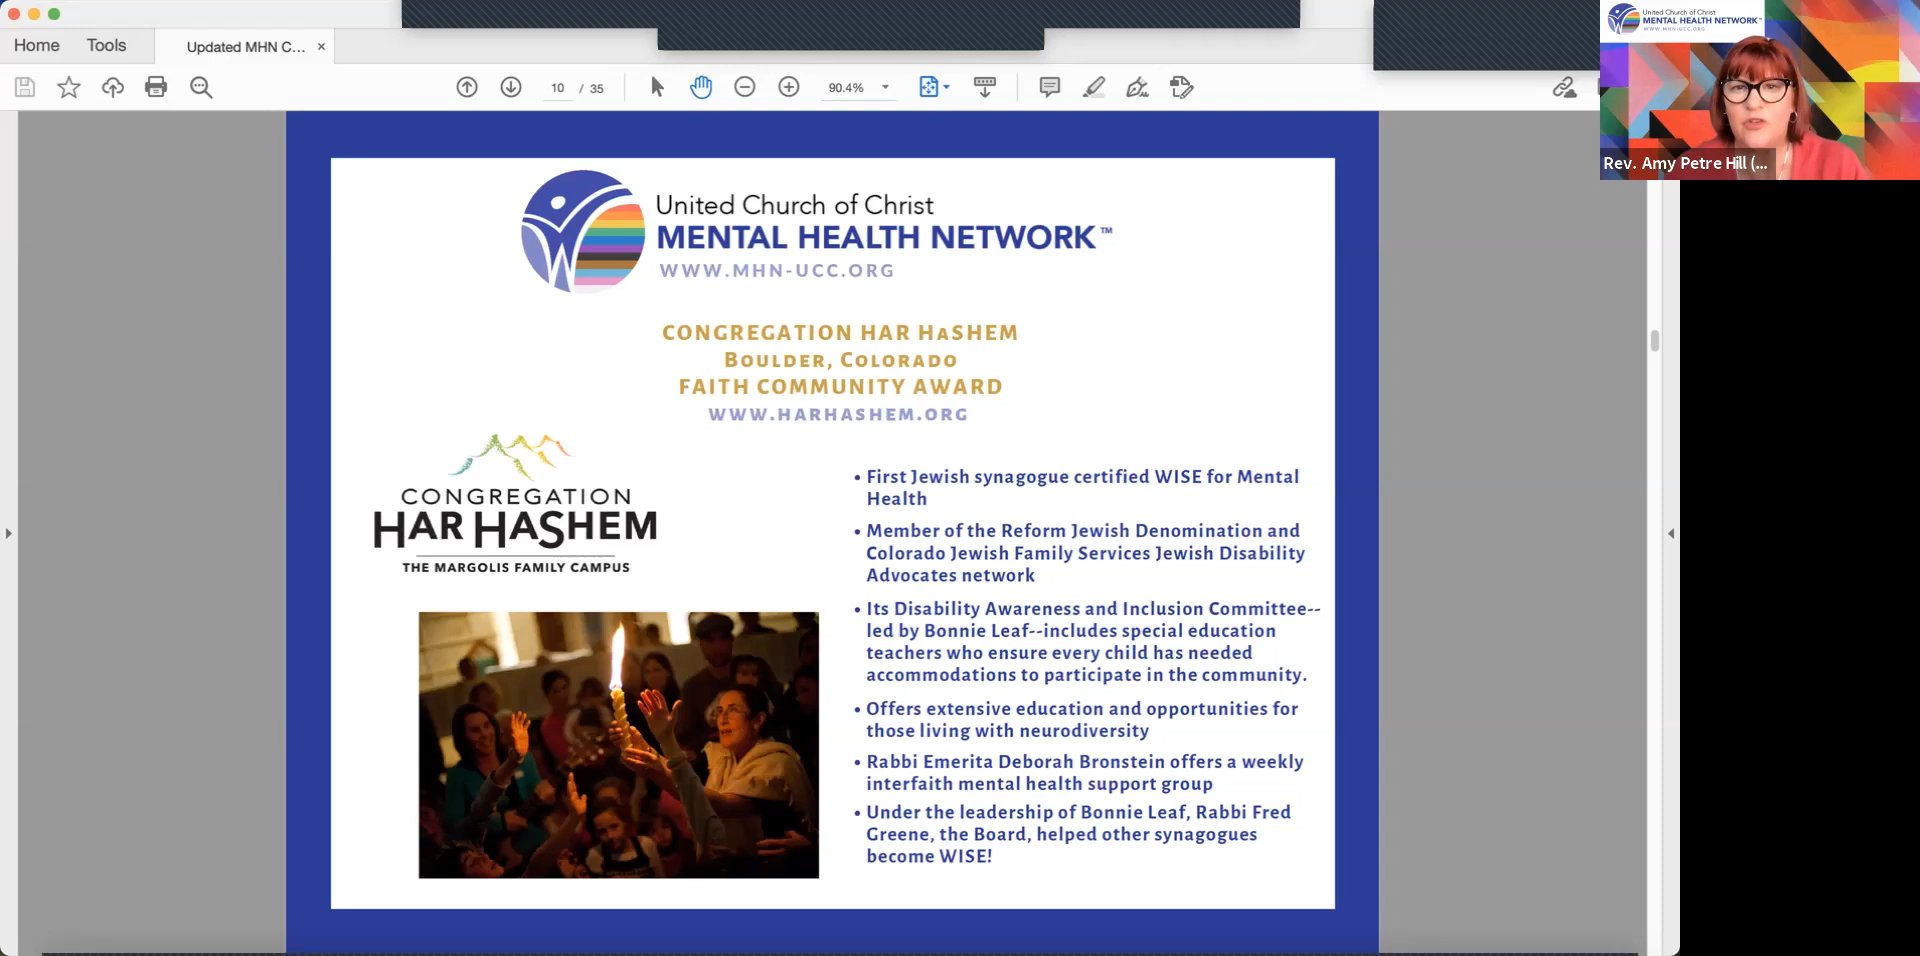 Home
Tools
Updated MHN C... ×
10 / 35
90.4%
United Church of Christ
MENTAL HEALTH NETWORK™
WWW.MHN-UCC.ORG
Rev. Amy Petre Hill (...
United Church of Christ
MENTAL HEALTH NETWORK™
WWW.MHN-UCC.ORG
CONGREGATION HAR HaSHEM
Boulder, Colorado
FAITH COMMUNITY AWARD
WWW.HARHASHEM.ORG
CONGREGATION
HAR HASHEM
THE MARGOLIS FAMILY CAMPUS
• First Jewish synagogue certified WISE for Mental
Health
• Member of the Reform Jewish Denomination and
Colorado Jewish Family Services Jewish Disability
Advocates network
• Its Disability Awareness and Inclusion Committee--
led by Bonnie Leaf--includes special education
teachers who ensure every child has needed
accommodations to participate in the community.
• Offers extensive education and opportunities for
those living with neurodiversity
• Rabbi Emerita Deborah Bronstein offers a weekly
interfaith mental health support group
• Under the leadership of Bonnie Leaf, Rabbi Fred
Greene, the Board, helped other synagogues
become WISE!